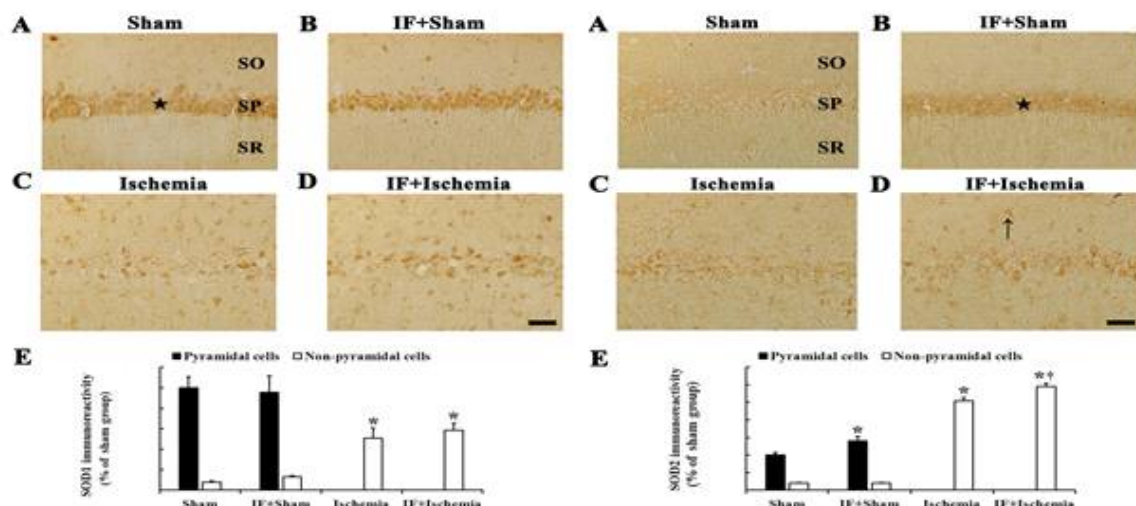 A Sham B IF+Sham A Sham B IF+Sham
SO SO
★ SP SP ★
SR SR
C Ischemia D IF+Ischemia C Ischemia D IF+Ischemia
E ■ Pyramidal cells □ Non-pyramidal cells E ■ Pyramidal cells □ Non-pyramidal cells
SOD1 immunoreactivity
(% of sham group)
* *
Sham IF+Sham Ischemia IF+Ischemia
SOD2 immunoreactivity
(% of sham group)
* * *†
Sham IF+Sham Ischemia IF+Ischemia